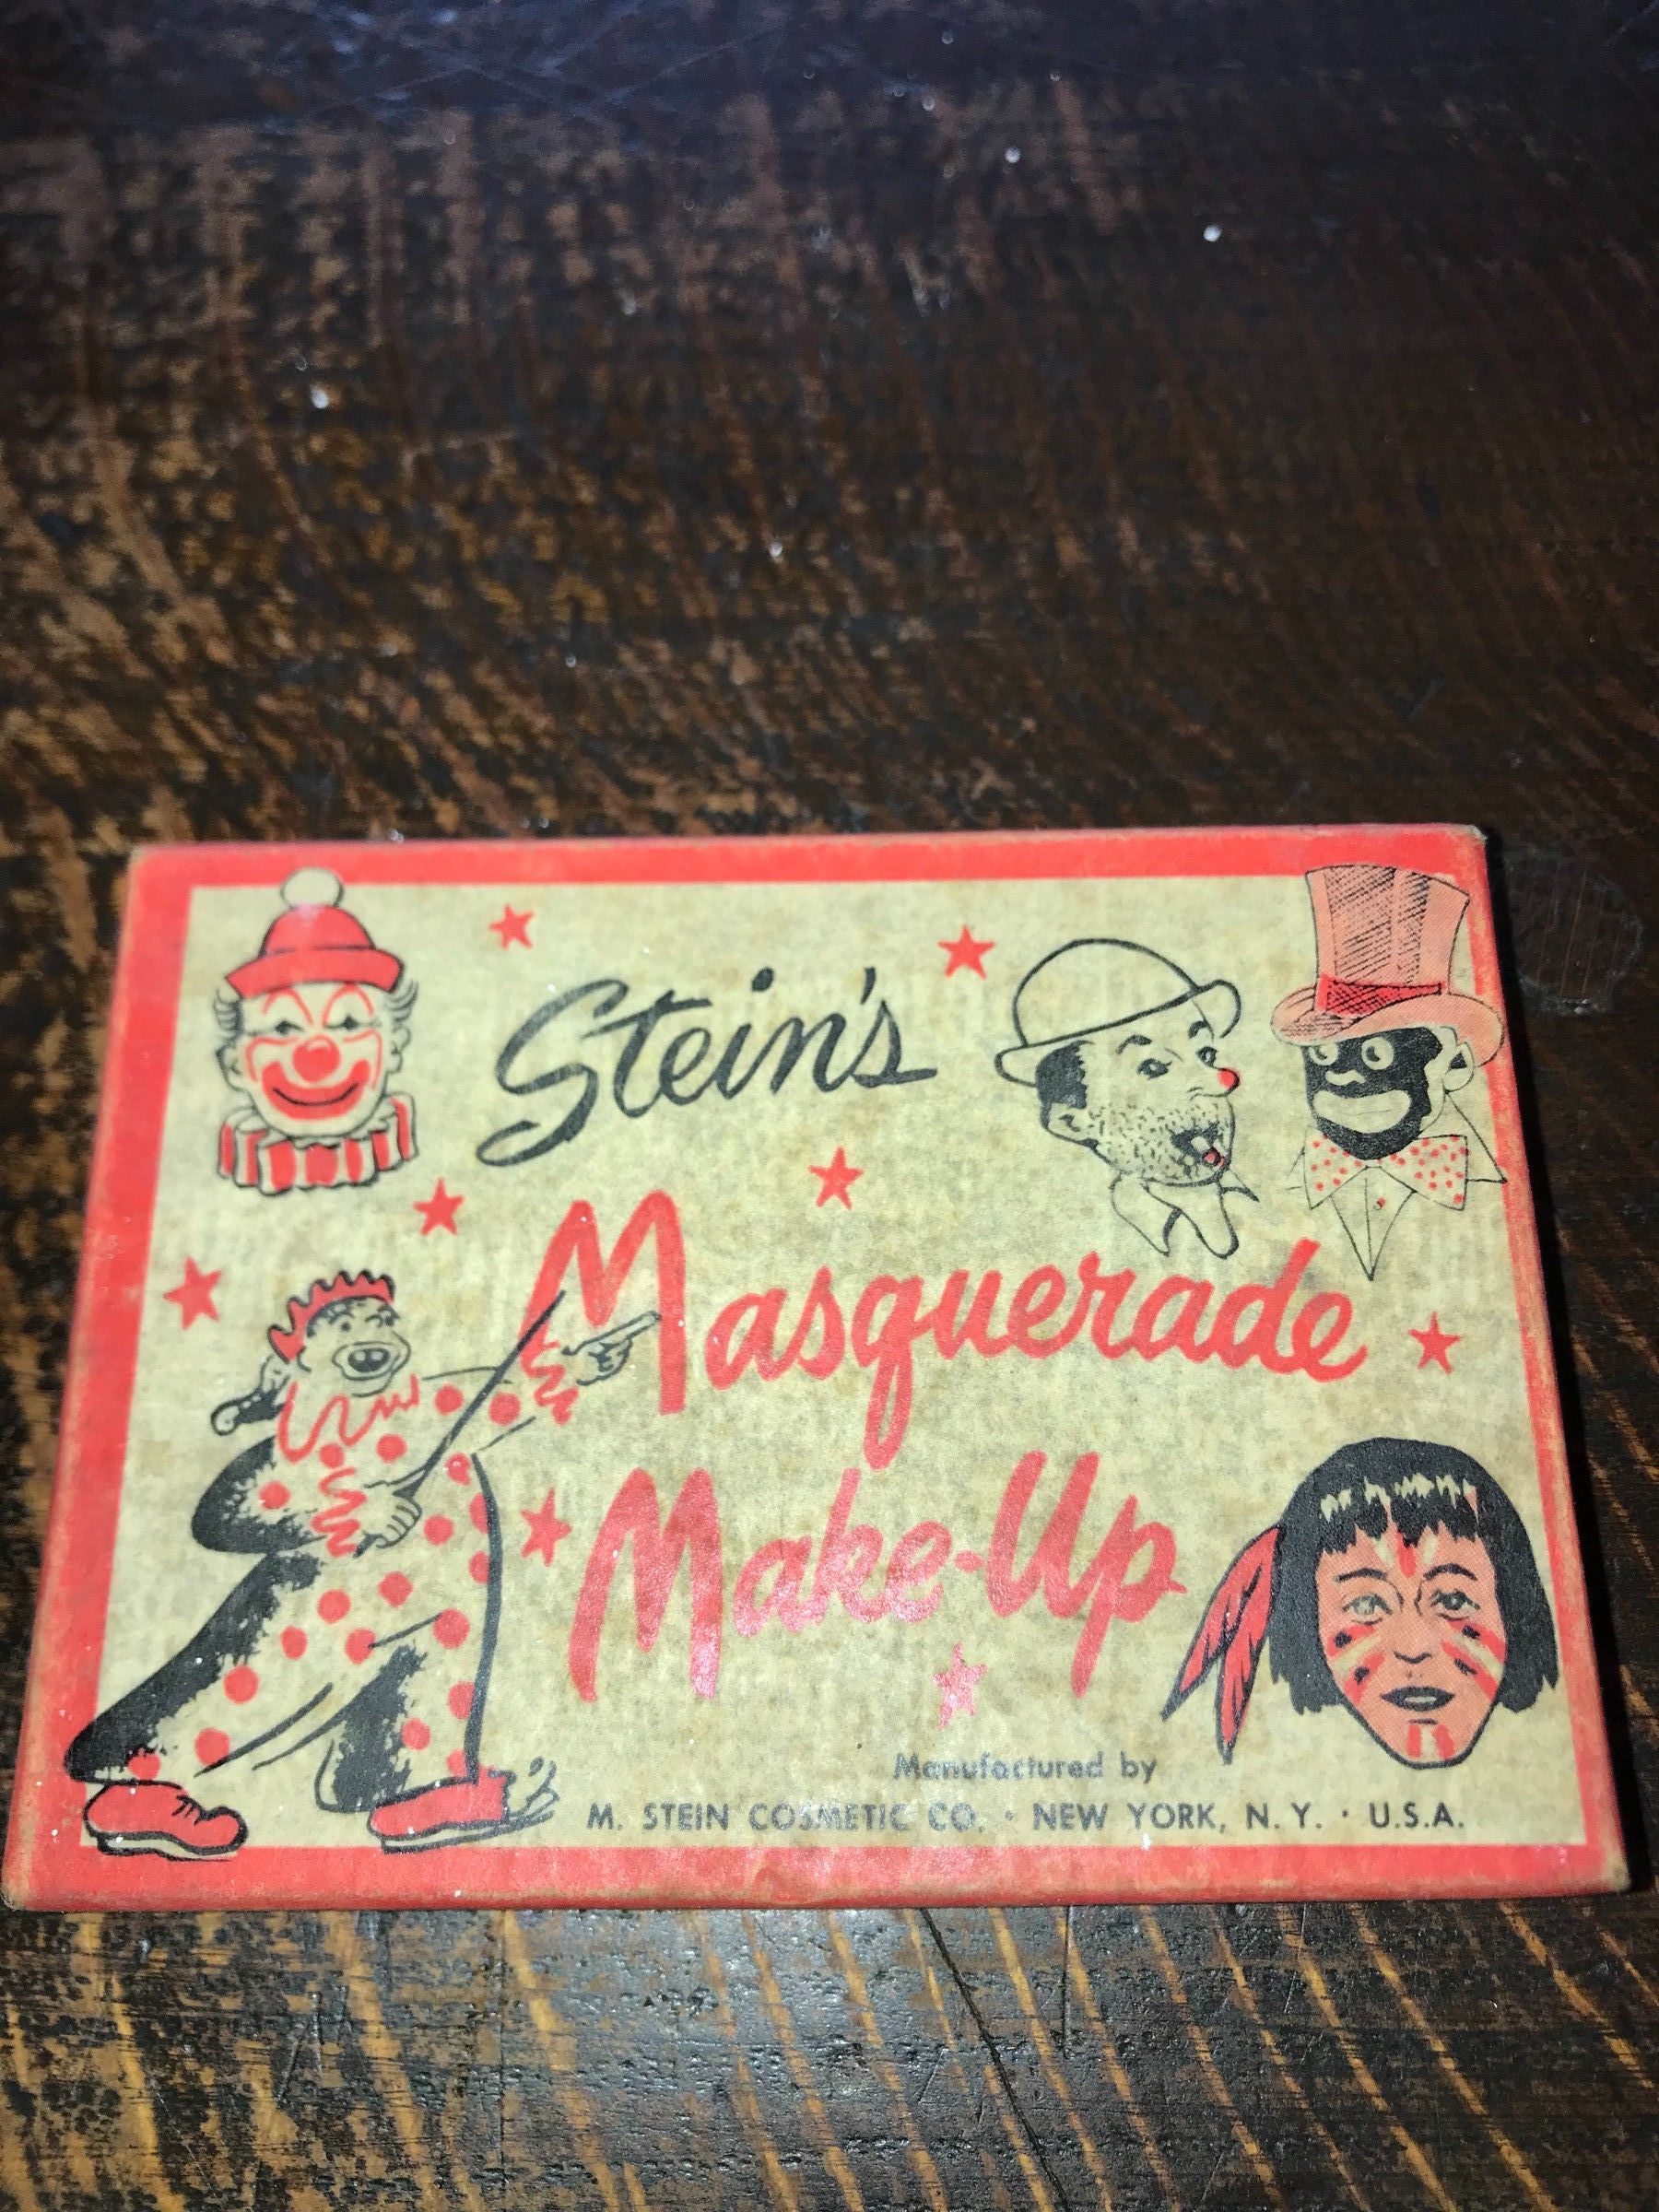 Stein's
Masquerade
Make-Up
Manufactured by
M. STEIN COSMETIC CO. · NEW YORK, N. Y. · U.S.A.